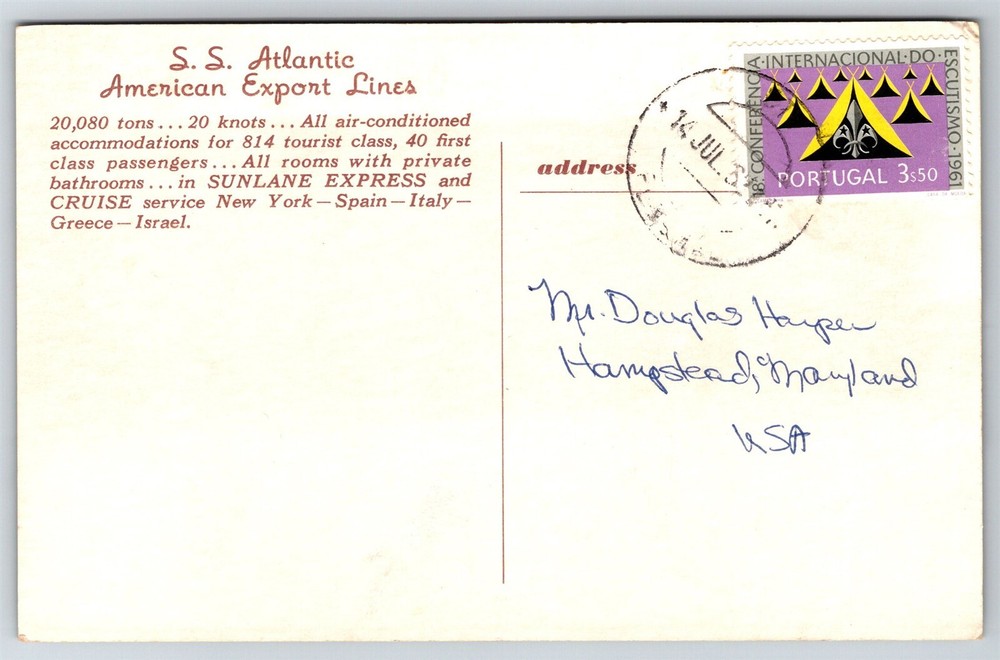 S. S. Atlantic
American Export Lines
20,080 tons... 20 knots... All air-conditioned
accommodations for 814 tourist class, 40 first
class passengers... All rooms with private
bathrooms... in SUNLANE EXPRESS and
CRUISE service New York — Spain — Italy —
Greece — Israel.
address
18ª CONFERENCIA · INTERNACIONAL · DO · ESCUTISMO · 1961
PORTUGAL 3$50
14 JUL.
Mr. Douglas Harper
Hampstead, Maryland
USA